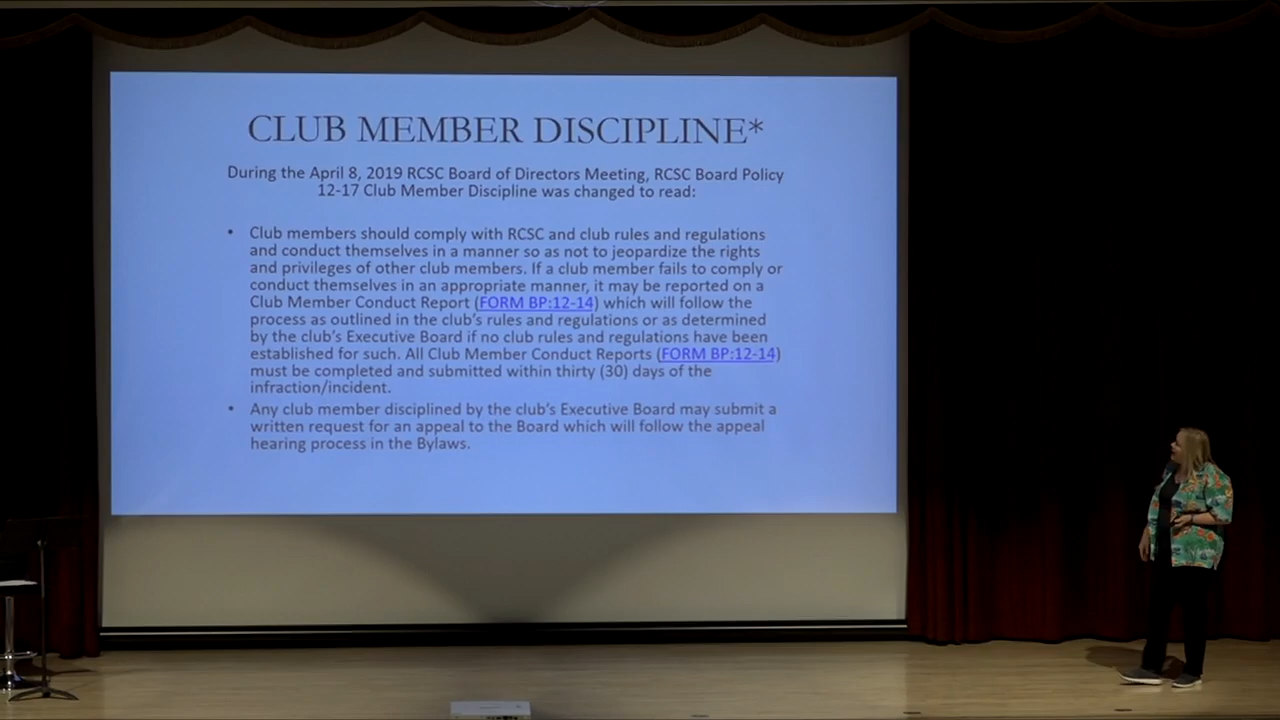 CLUB MEMBER DISCIPLINE*
During the April 8, 2019 RCSC Board of Directors Meeting, RCSC Board Policy
12-17 Club Member Discipline was changed to read:
• Club members should comply with RCSC and club rules and regulations
and conduct themselves in a manner so as not to jeopardize the rights
and privileges of other club members. If a club member fails to comply or
conduct themselves in an appropriate manner, it may be reported on a
Club Member Conduct Report (FORM BP:12-14) which will follow the
process as outlined in the club's rules and regulations or as determined
by the club's Executive Board if no club rules and regulations have been
established for such. All Club Member Conduct Reports (FORM BP:12-14)
must be completed and submitted within thirty (30) days of the
infraction/incident.
• Any club member disciplined by the club's Executive Board may submit a
written request for an appeal to the Board which will follow the appeal
hearing process in the Bylaws.